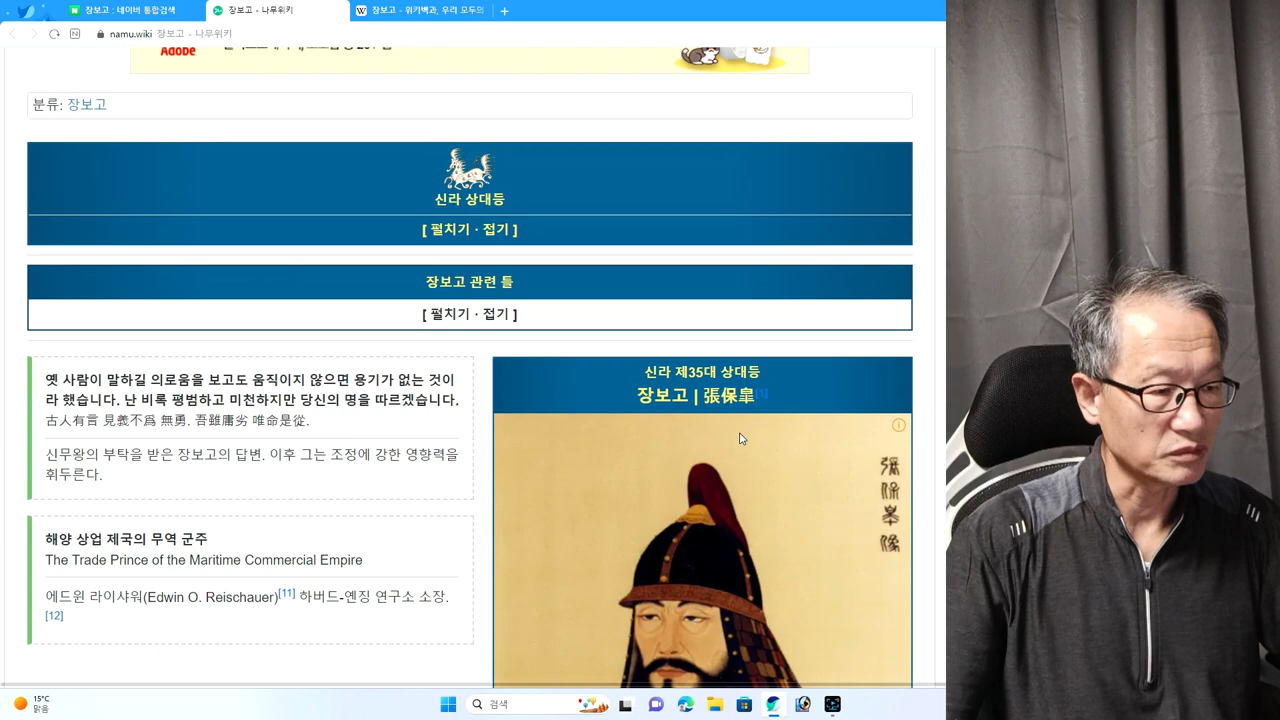 장보고 : 네이버 통합검색
장보고 - 나무위키
장보고 - 위키백과, 우리 모두의
namu.wiki 장보고 - 나무위키
Adobe
분류: 장보고
신라 상대등
[ 펼치기 · 접기 ]
장보고 관련 틀
[ 펼치기 · 접기 ]
옛 사람이 말하길 의로움을 보고도 움직이지 않으면 용기가 없는 것이
라 했습니다. 난 비록 평범하고 미천하지만 당신의 명을 따르겠습니다.
古人有言 見義不爲 無勇. 吾雖庸劣 唯命是從.
신무왕의 부탁을 받은 장보고의 답변. 이후 그는 조정에 강한 영향력을
휘두른다.
해양 상업 제국의 무역 군주
The Trade Prince of the Maritime Commercial Empire
에드윈 라이샤워(Edwin O. Reischauer)[11] 하버드-옌징 연구소 소장.
[12]
신라 제35대 상대등
장보고 | 張保皐[1]
15°C
맑음
검색